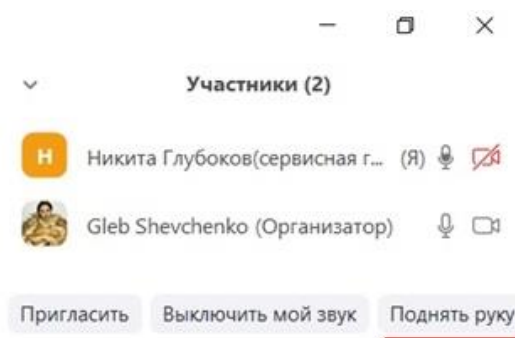 Участники (2)
Н
Никита Глубоков(сервисная г... (Я)
Gleb Shevchenko (Организатор)
Пригласить Выключить мой звук Поднять руку